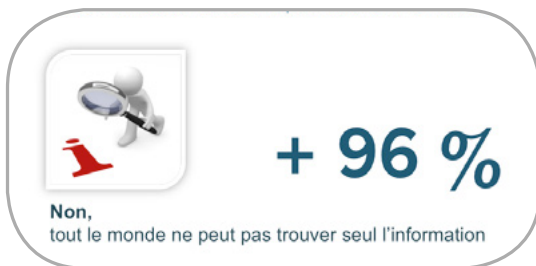 + 96 %
Non,
tout le monde ne peut pas trouver seul l'information